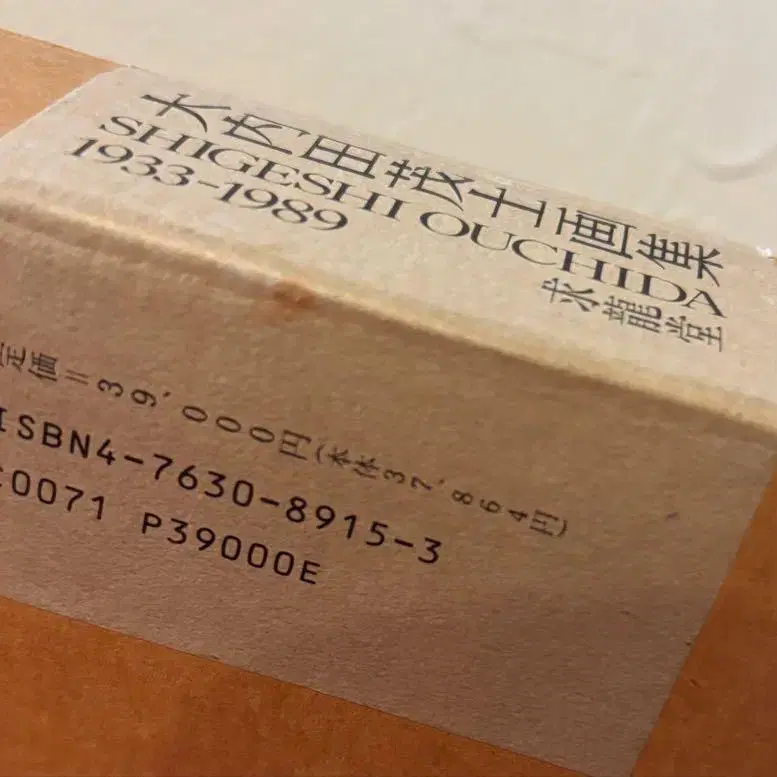 大内田茂士画集
SHIGESHI OUCHIDA
1933-1989
求龍堂
定価=39,000円(本体37,864円)
ISBN4-7630-8915-3
C0071 P39000E